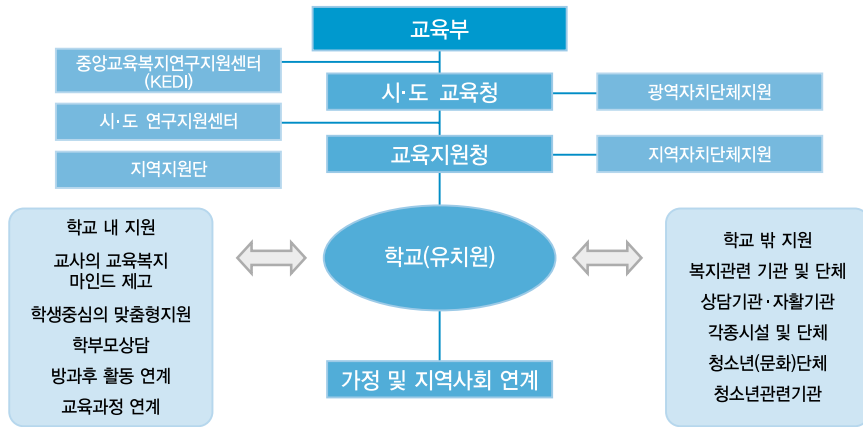 교육부
중앙교육복지연구지원센터
(KEDI)
시·도 교육청
광역자치단체지원
시·도 연구지원센터
교육지원청
지역자치단체지원
지역지원단
학교 내 지원
교사의 교육복지
마인드 제고
학생중심의 맞춤형지원
학부모상담
방과후 활동 연계
교육과정 연계
학교(유치원)
학교 밖 지원
복지관련 기관 및 단체
상담기관·자활기관
각종시설 및 단체
청소년(문화)단체
청소년관련기관
가정 및 지역사회 연계